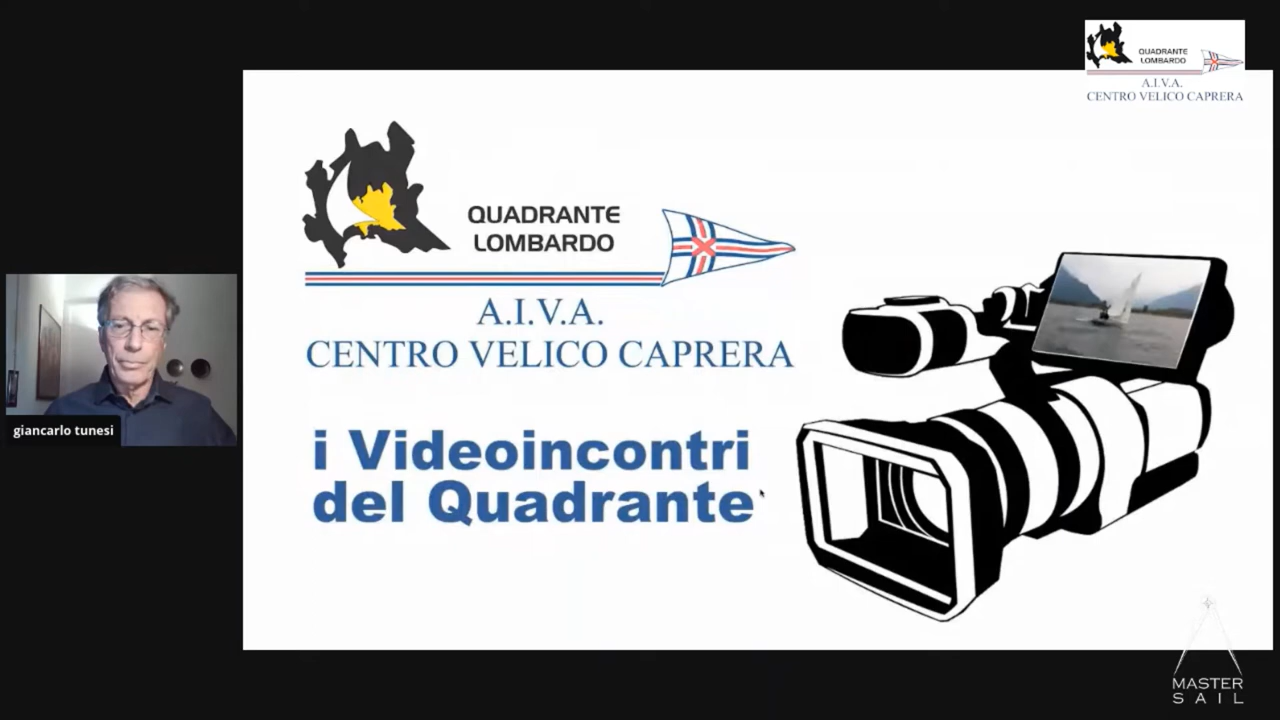 QUADRANTE
LOMBARDO
A.I.V.A.
CENTRO VELICO CAPRERA
QUADRANTE
LOMBARDO
A.I.V.A.
CENTRO VELICO CAPRERA
i Videoincontri
del Quadrante
giancarlo tunesi
MASTER
SAIL